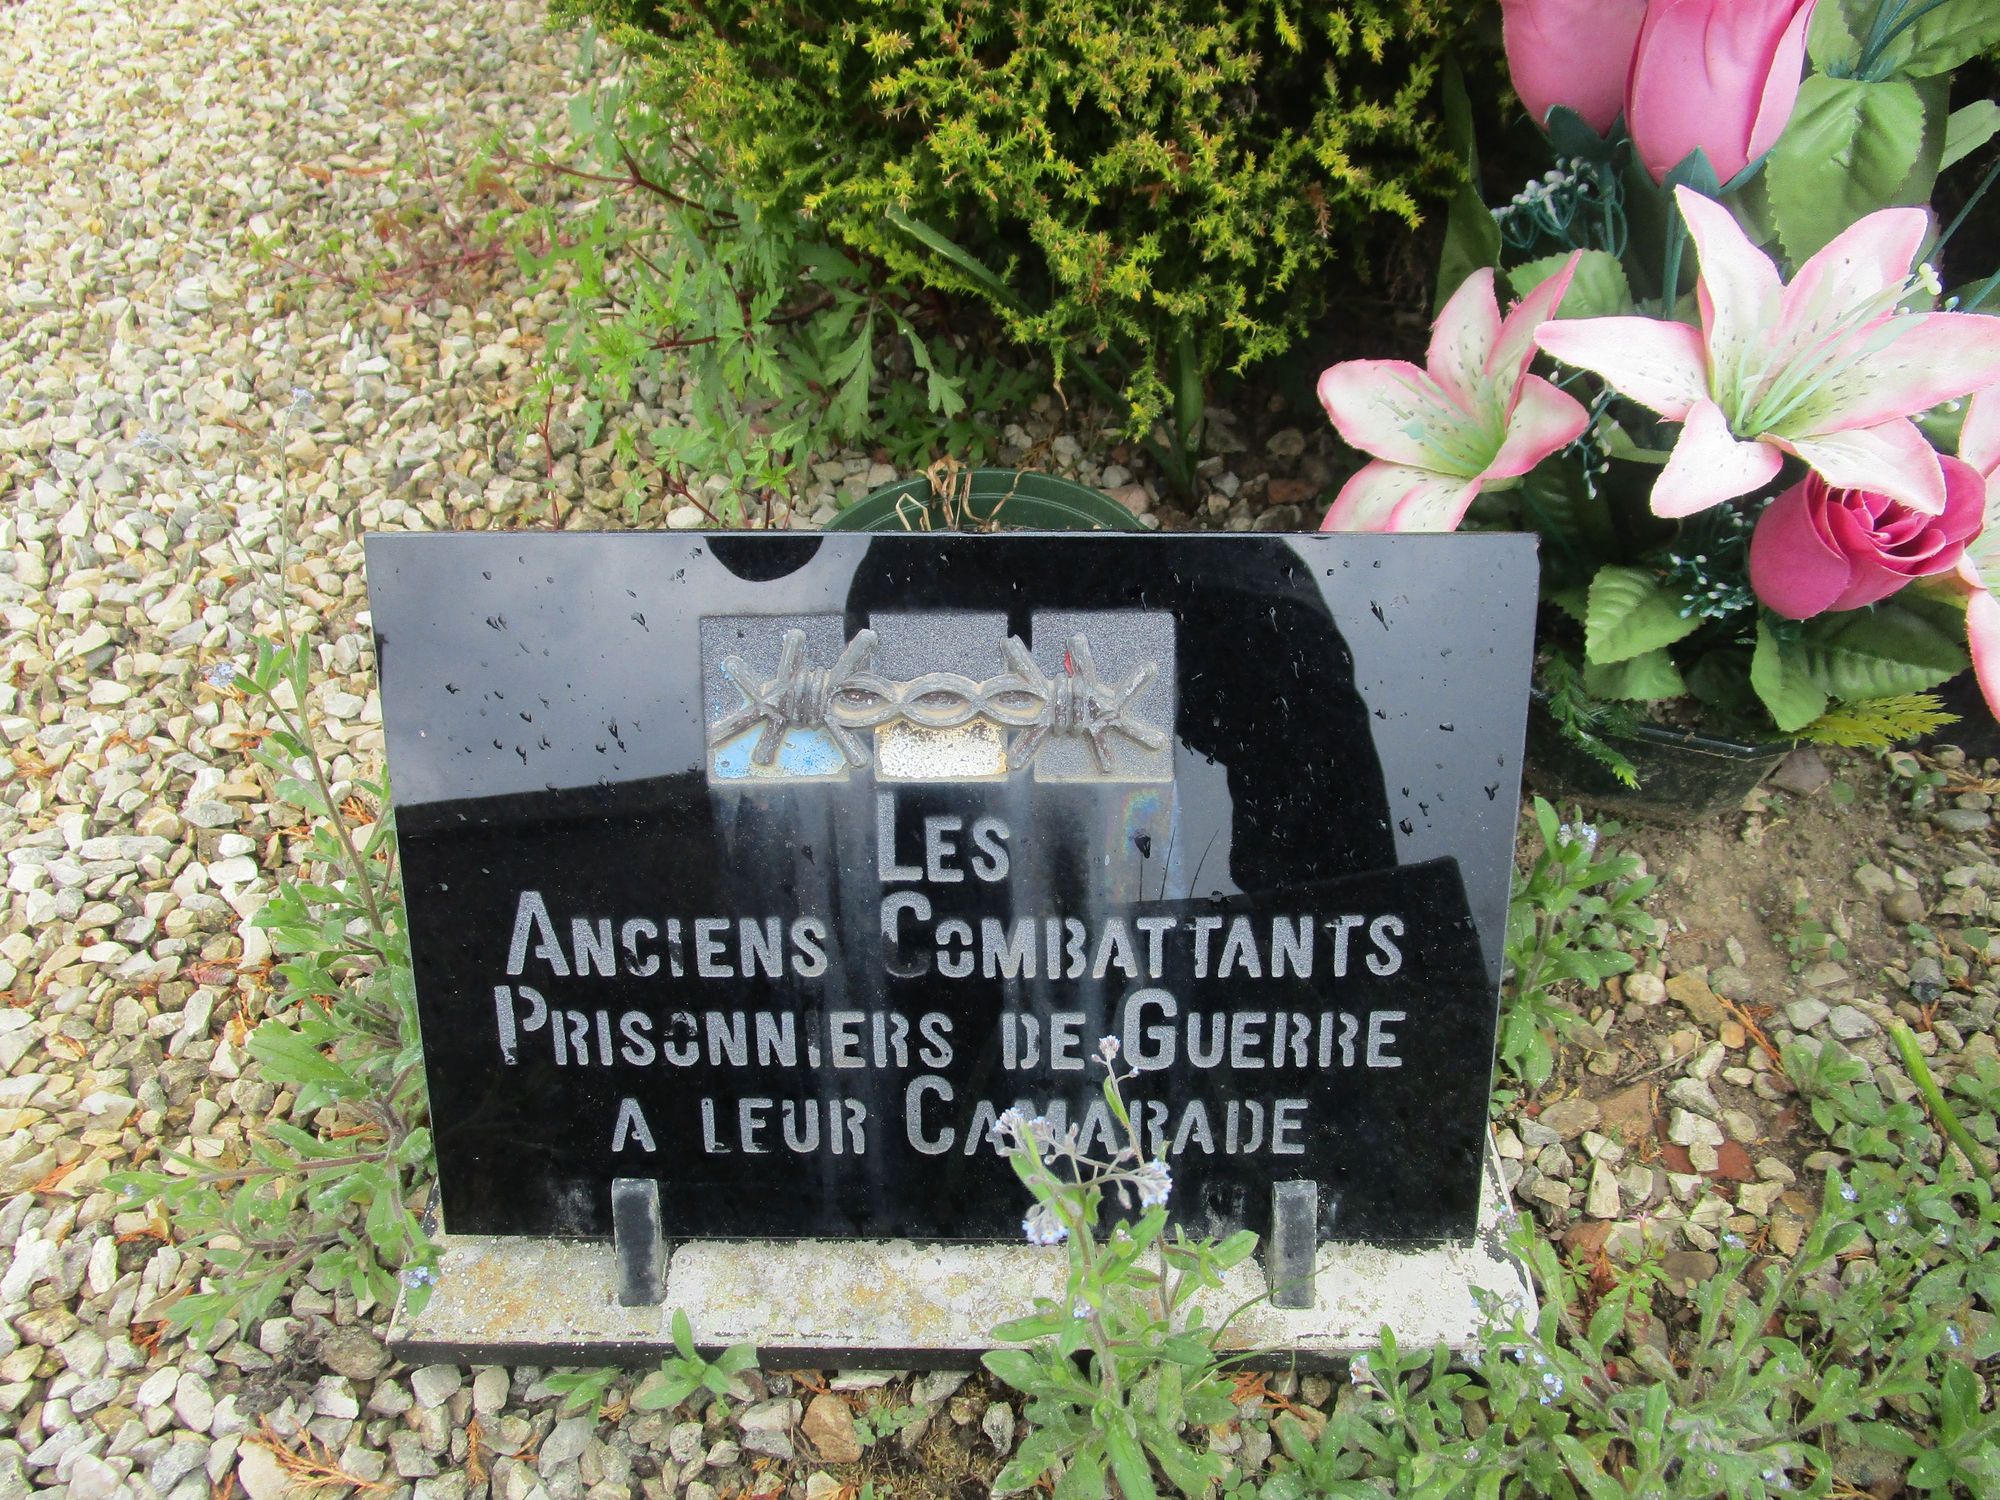 LES
ANCIENS COMBATTANTS
PRISONNIERS DE GUERRE
A LEUR CAMARADE